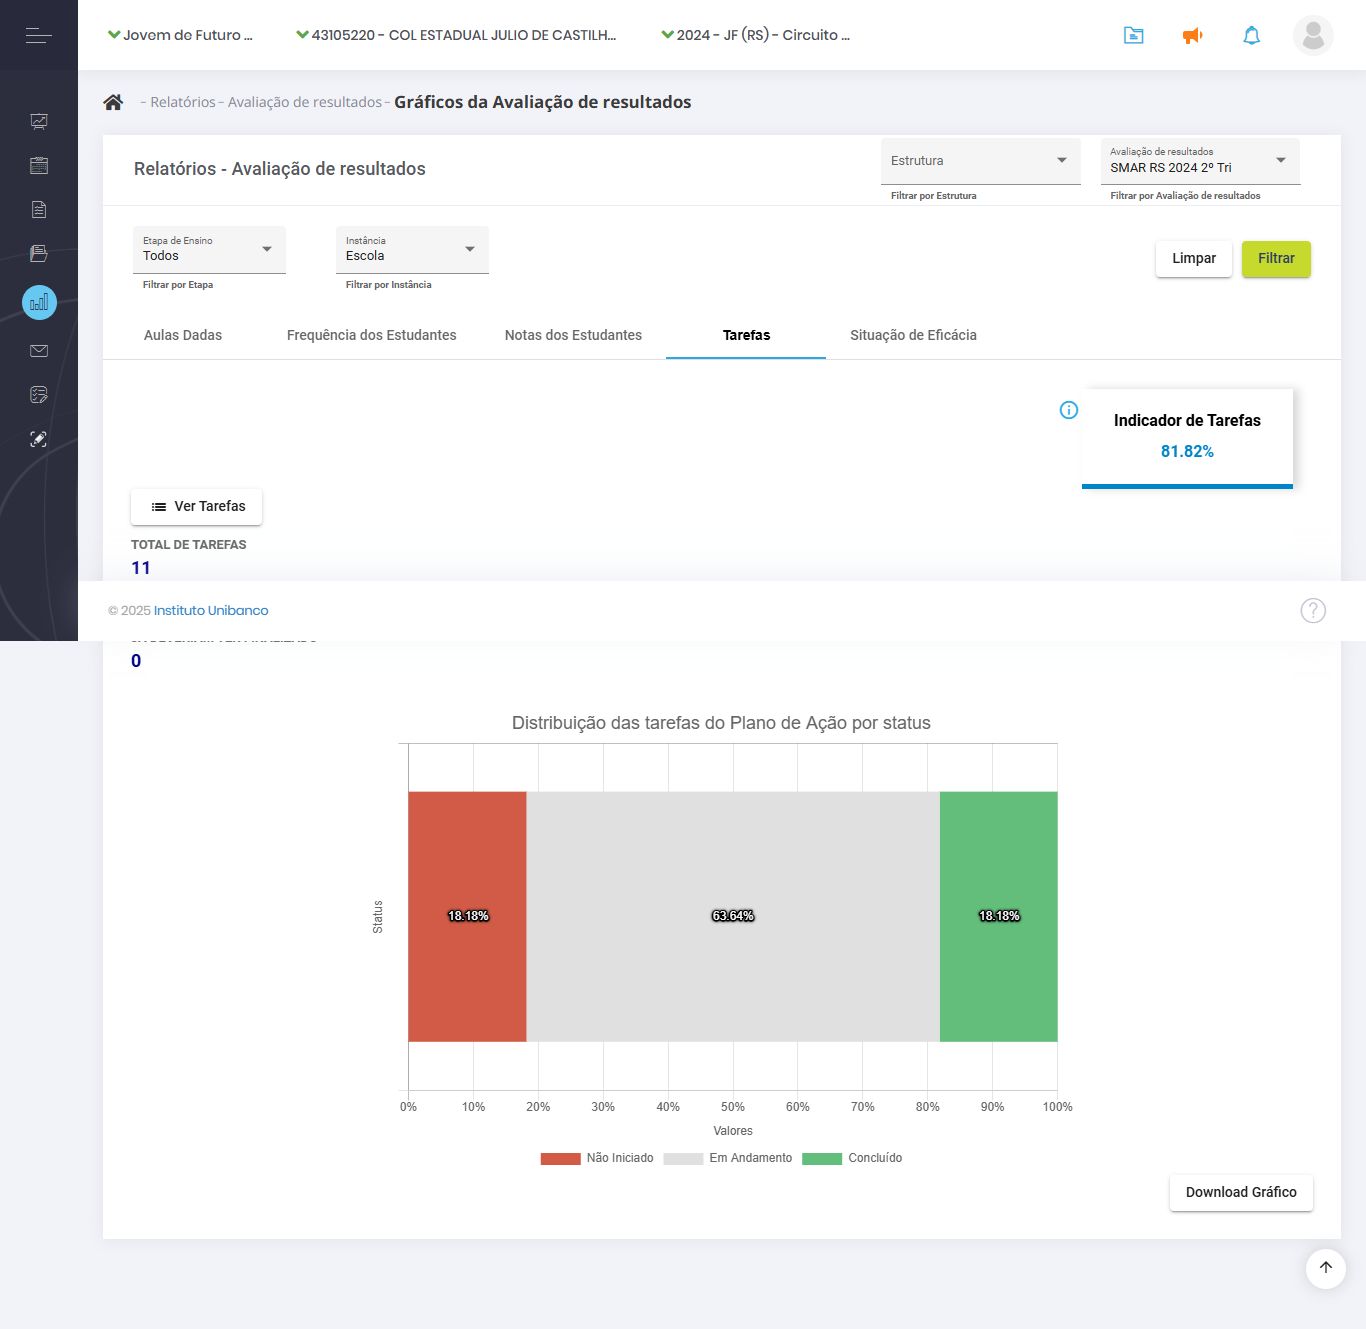 Jovem de Futuro ...
43105220 - COL ESTADUAL JULIO DE CASTILH...
2024 - JF (RS) - Circuito ...
- Relatórios - Avaliação de resultados - Gráficos da Avaliação de resultados
Relatórios - Avaliação de resultados
Estrutura
Filtrar por Estrutura
Avaliação de resultados
SMAR RS 2024 2º Tri
Filtrar por Avaliação de resultados
Etapa de Ensino
Todos
Filtrar por Etapa
Instância
Escola
Filtrar por Instância
Limpar
Filtrar
Aulas Dadas
Frequência dos Estudantes
Notas dos Estudantes
Tarefas
Situação de Eficácia
Indicador de Tarefas
81.82%
Ver Tarefas
TOTAL DE TAREFAS
11
© 2025 Instituto Unibanco
0
Distribuição das tarefas do Plano de Ação por status
Status
18.18%
63.64%
18.18%
0%
10%
20%
30%
40%
50%
60%
70%
80%
90%
100%
Valores
Não Iniciado
Em Andamento
Concluído
Download Gráfico